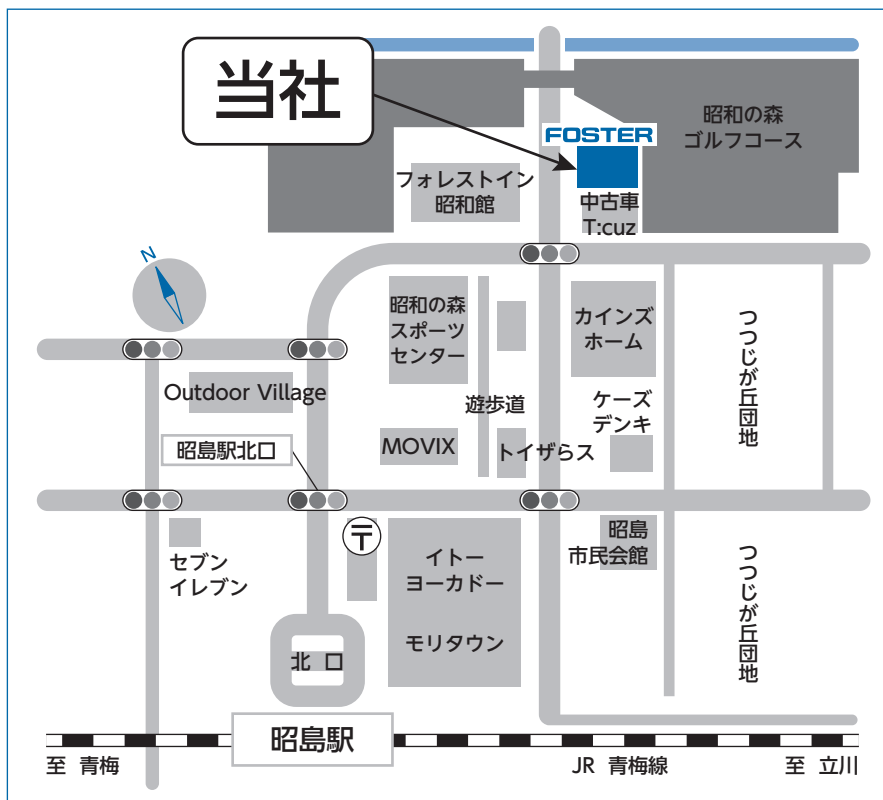 当社
昭和の森
ゴルフコース
FOSTER
フォレストイン
昭和館
中古車
T:cuz
N
昭和の森
スポーツ
センター
カインズ
ホーム
つつじが丘団地
Outdoor Village
遊歩道
ケーズ
デンキ
昭島駅北口
MOVIX
トイザらス
〒
昭島
市民会館
イトー
ヨーカドー
セブン
イレブン
つつじが丘団地
モリタウン
北 口
昭島駅
至 青梅
JR 青梅線
至 立川